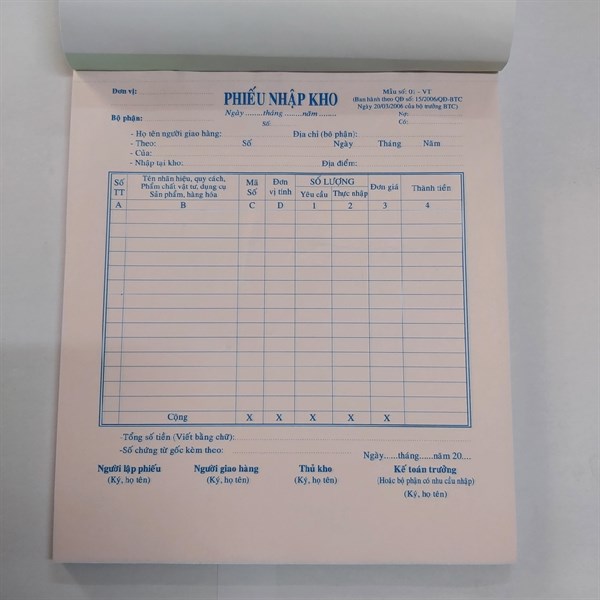 Đơn vị:
PHIẾU NHẬP KHO
Mẫu số: 01 - VT
(Ban hành theo QĐ số: 15/2006/QĐ-BTC
Ngày 20/03/2006 của bộ trưởng BTC)
Ngày.......tháng.......năm........
Bộ phận:
Số
Nợ:
Có:
- Họ tên người giao hàng: Địa chỉ (bộ phận):
- Theo: Số Ngày Tháng Năm
- Của:
- Nhập tại kho: Địa điểm:
Số TT
Tên nhãn hiệu, quy cách,
Phẩm chất vật tư, dụng cụ
Sản phẩm, hàng hóa
Mã Số
Đơn vị tính
SỐ LƯỢNG
Yêu cầu Thực nhập
Đơn giá
Thành tiền
A B C D 1 2 3 4
Cộng X X X X X
-Tổng số tiền (Viết bằng chữ):
-Số chứng từ gốc kèm theo:
Ngày......tháng......năm 20....
Người lập phiếu Người giao hàng Thủ kho Kế toán trưởng
(Ký, họ tên) (Ký, họ tên) (Ký, họ tên) (Hoặc bộ phận có nhu cầu nhập)
(Ký, họ tên)